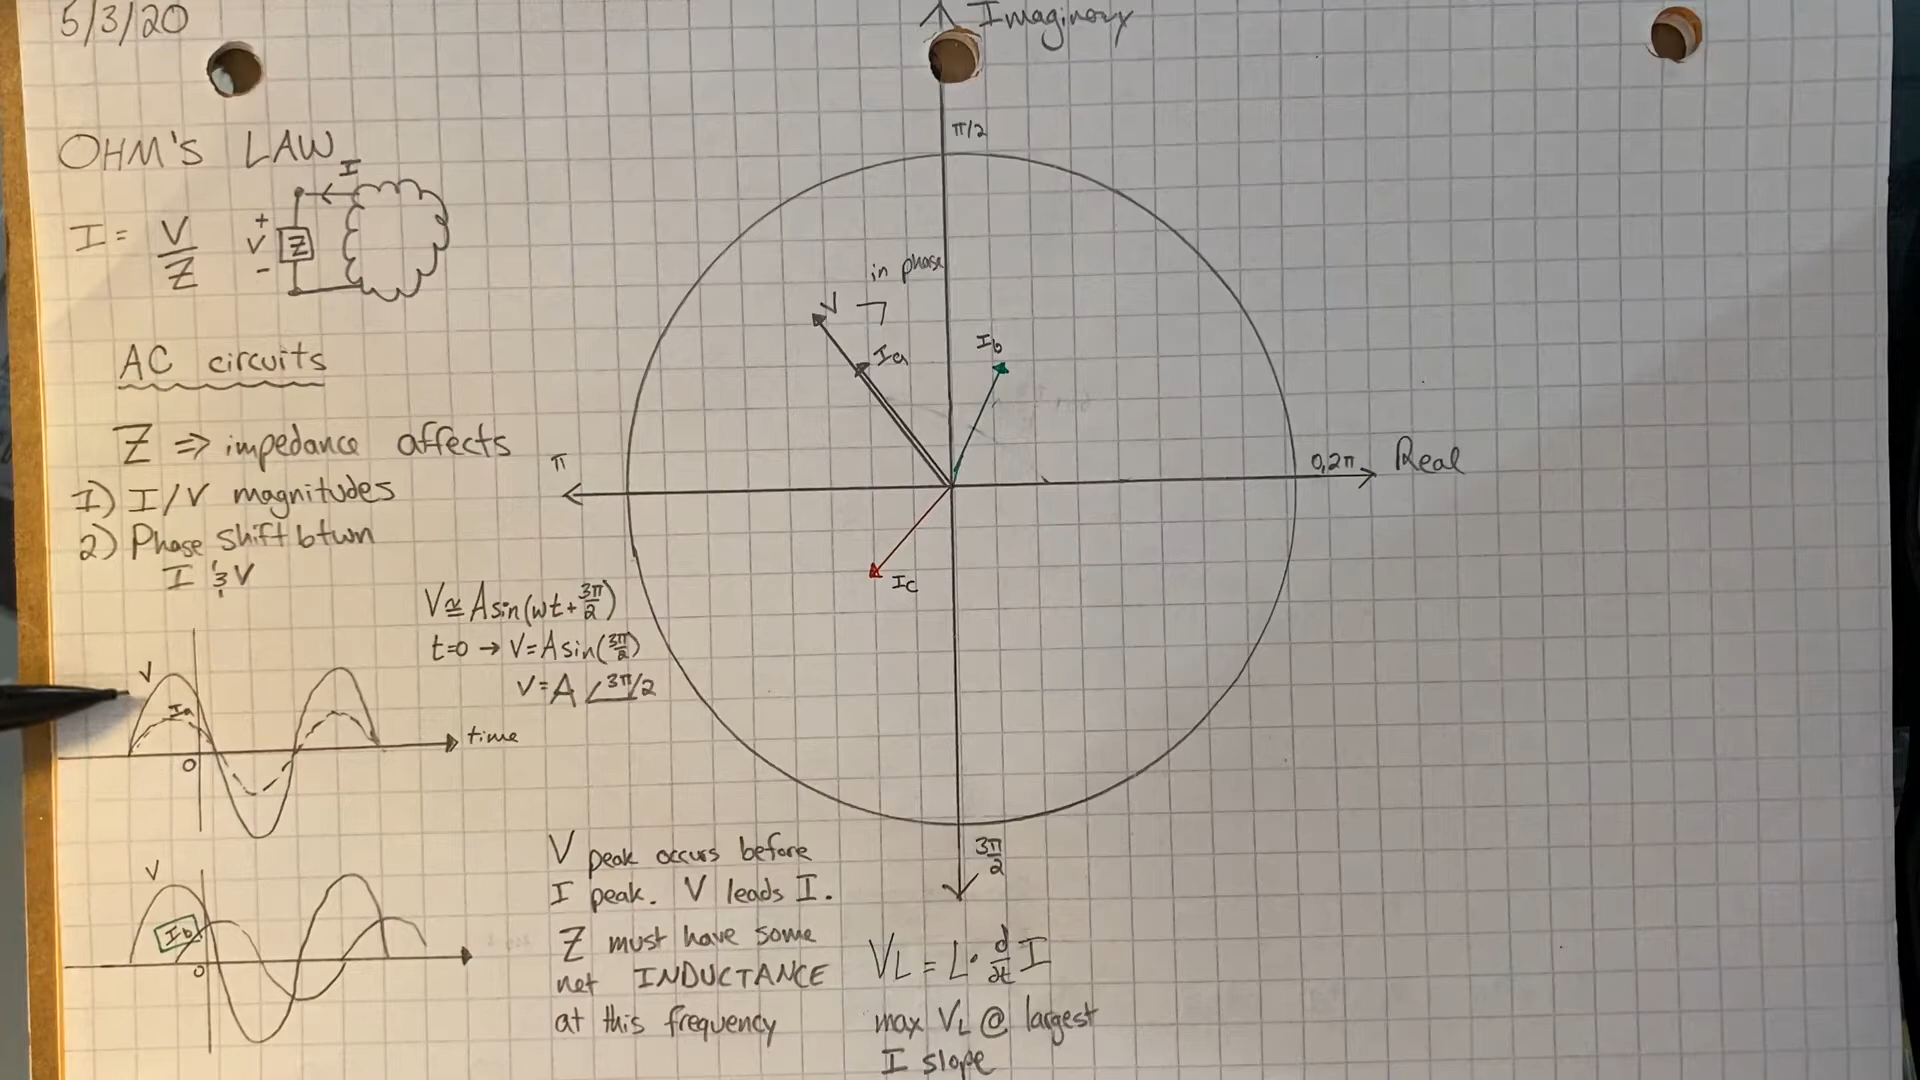 5/3/20
Imaginary
OHM'S LAW
I
I = V/Z
+
V
-
Z
π/2
in phase
V
Ia
Ib
AC circuits
Z ⇒ impedance affects
1) I/V magnitudes
2) Phase shift btwn
I & V
π
0,2π
Real
Ic
V≅Asin(wt+3π/2)
t=0 → V=Asin(3π/2)
V=A∠3π/2
V
Ia
time
0
3π/2
V
Ib
0
V peak occurs before
I peak. V leads I.
Z must have some
net INDUCTANCE
at this frequency
VL = L· d/dt I
max VL @ largest
I slope